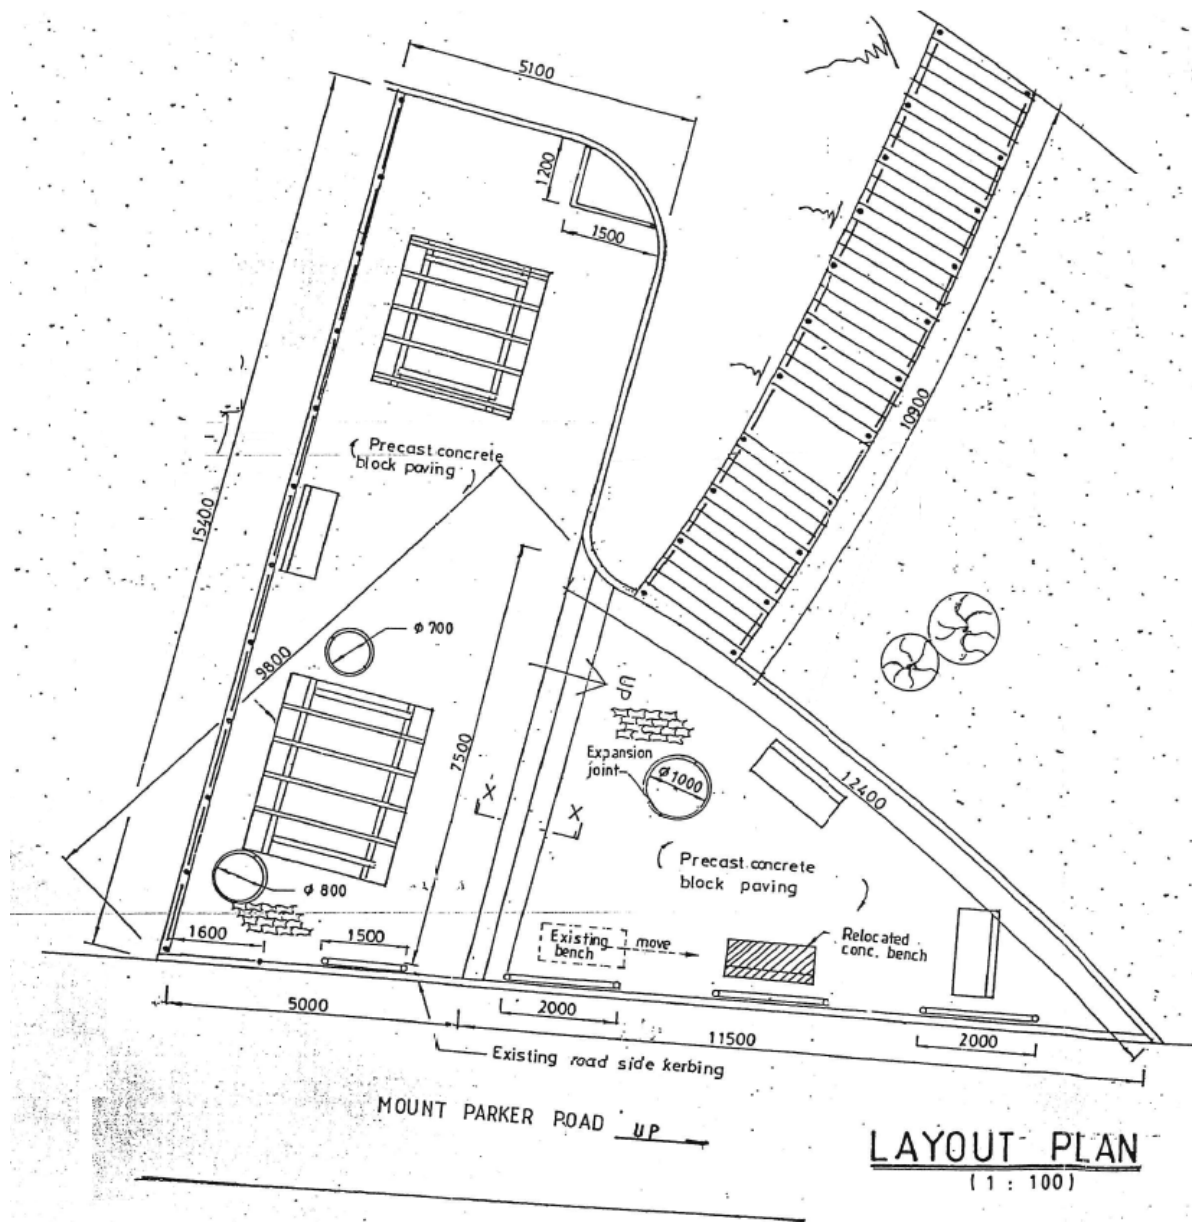 5100
1200
1500
10900
Precast concrete
block paving
15400
ϕ 700
9800
UP
7500
Expansion
joint
ϕ 1000
12400
X
X
Precast concrete
block paving
ϕ 800
1600
1500
Existing
bench
move
Relocated
conc. bench
5000
2000
11500
2000
Existing road side kerbing
MOUNT PARKER ROAD UP
LAYOUT PLAN
(1 : 100)